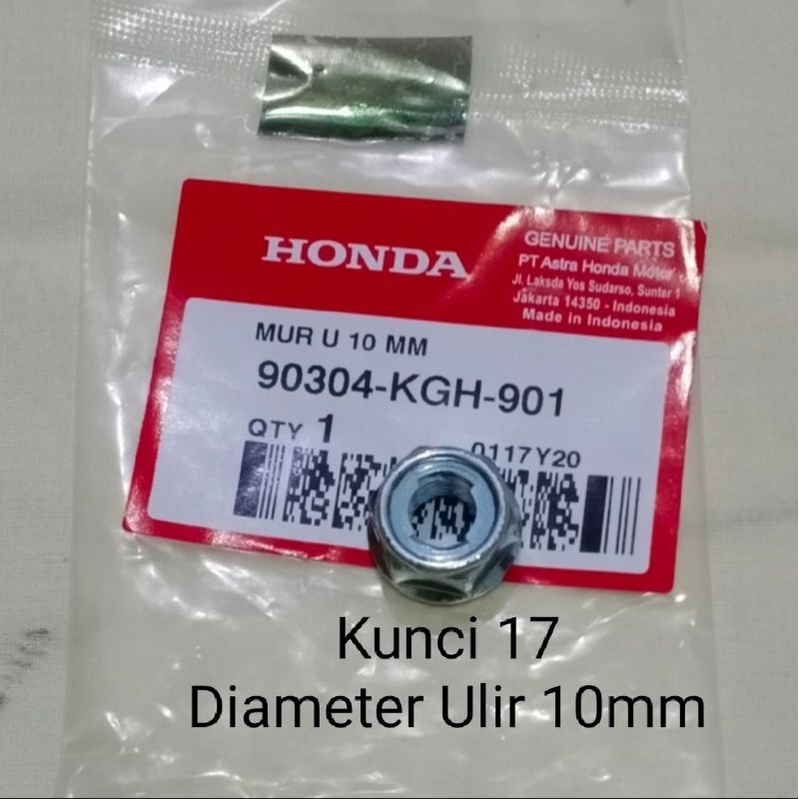 HONDA
GENUINE PARTS
PT Astra Honda Motor
Jl. Laksda Yos Sudarso, Sunter 1
Jakarta 14350 - Indonesia
Made in Indonesia
MUR U 10 MM
90304-KGH-901
QTY 1
0117Y20
Kunci 17
Diameter Ulir 10mm